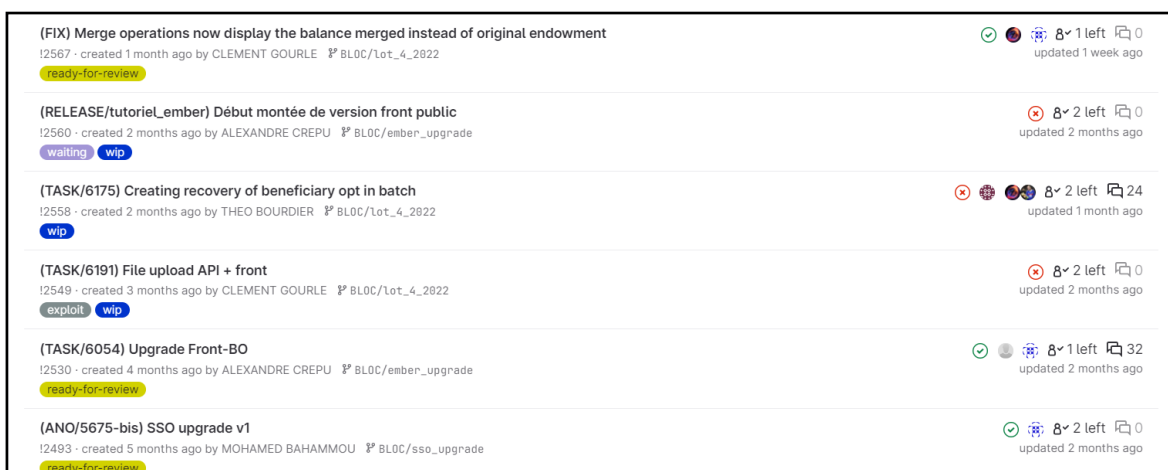 (FIX) Merge operations now display the balance merged instead of original endowment
1 left 0
!2567 · created 1 month ago by CLEMENT GOURLE BLOC/lot_4_2022
updated 1 week ago
ready-for-review
(RELEASE/tutoriel_ember) Début montée de version front public
2 left 0
!2560 · created 2 months ago by ALEXANDRE CREPU BLOC/ember_upgrade
updated 2 months ago
waiting wip
(TASK/6175) Creating recovery of beneficiary opt in batch
2 left 24
!2558 · created 2 months ago by THEO BOURDIER BLOC/lot_4_2022
updated 1 month ago
wip
(TASK/6191) File upload API + front
2 left 0
!2549 · created 3 months ago by CLEMENT GOURLE BLOC/lot_4_2022
updated 2 months ago
exploit wip
(TASK/6054) Upgrade Front-BO
1 left 32
!2530 · created 4 months ago by ALEXANDRE CREPU BLOC/ember_upgrade
updated 2 months ago
ready-for-review
(ANO/5675-bis) SSO upgrade v1
2 left 0
!2493 · created 5 months ago by MOHAMED BAHAMMOU BLOC/sso_upgrade
updated 2 months ago
ready-for-review